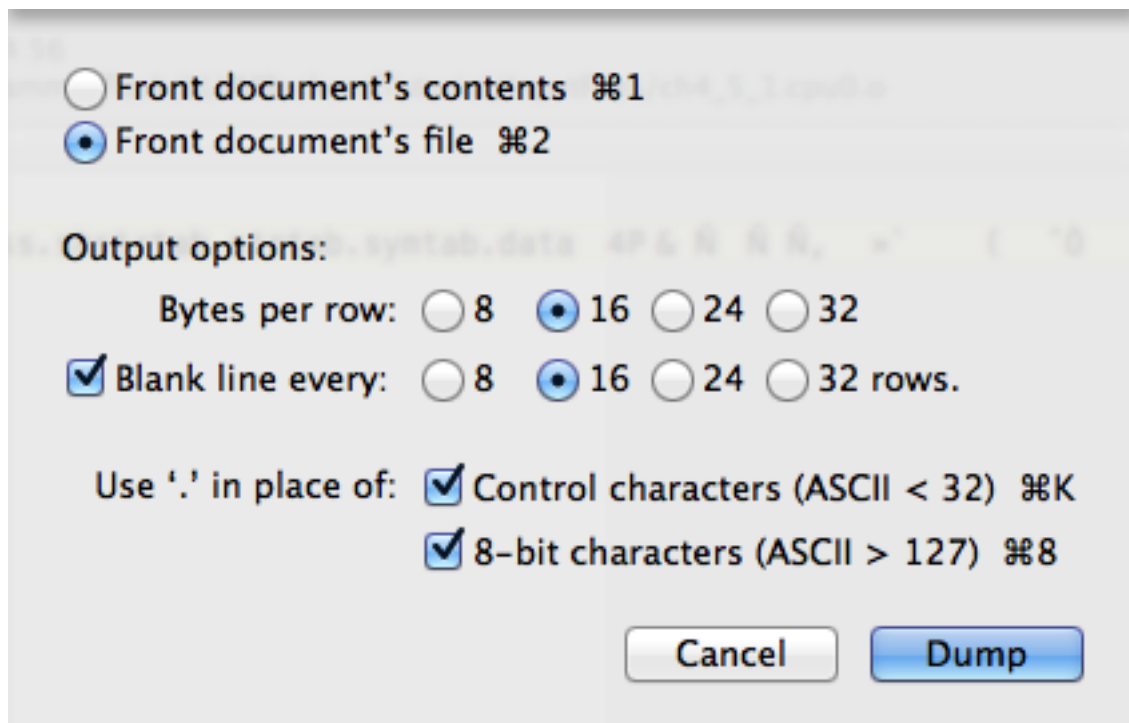 Front document's contents ⌘1
Front document's file ⌘2
Output options:
Bytes per row: 8 16 24 32
Blank line every: 8 16 24 32 rows.
Use ‘.’ in place of: Control characters (ASCII < 32) ⌘K
8-bit characters (ASCII > 127) ⌘8
Cancel Dump